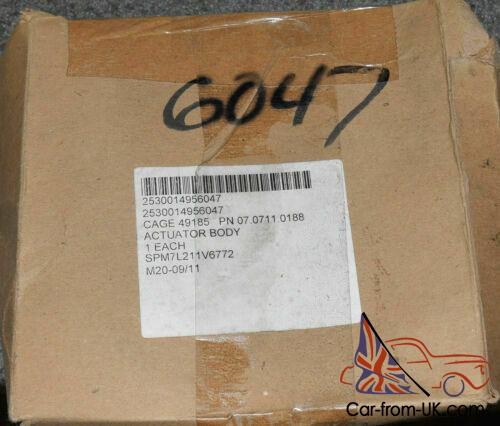 6047
2530014956047
2530014956047
CAGE 49185 PN 07.0711.0188
ACTUATOR BODY
1 EACH
SPM7L211V6772
M20-09/11
Car-from-UK.com